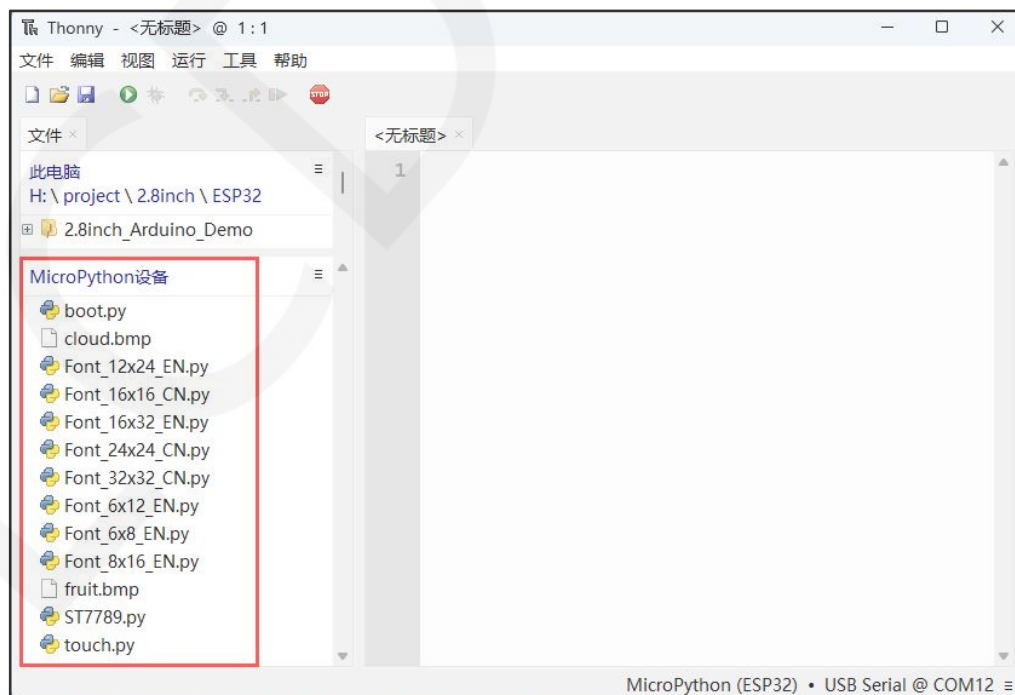 Thonny - <无标题> @ 1:1
文件 编辑 视图 运行 工具 帮助
STOP
文件 ×
<无标题> ×
此电脑
H: \ project \ 2.8inch \ ESP32
2.8inch_Arduino_Demo
MicroPython设备
boot.py
cloud.bmp
Font_12x24_EN.py
Font_16x16_CN.py
Font_16x32_EN.py
Font_24x24_CN.py
Font_32x32_CN.py
Font_6x12_EN.py
Font_6x8_EN.py
Font_8x16_EN.py
fruit.bmp
ST7789.py
touch.py
1
MicroPython (ESP32) • USB Serial @ COM12 ≡